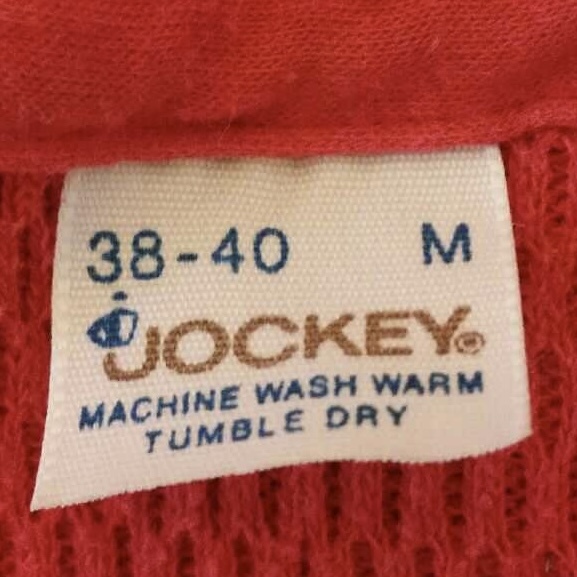 38-40 M
JOCKEY®
MACHINE WASH WARM
TUMBLE DRY